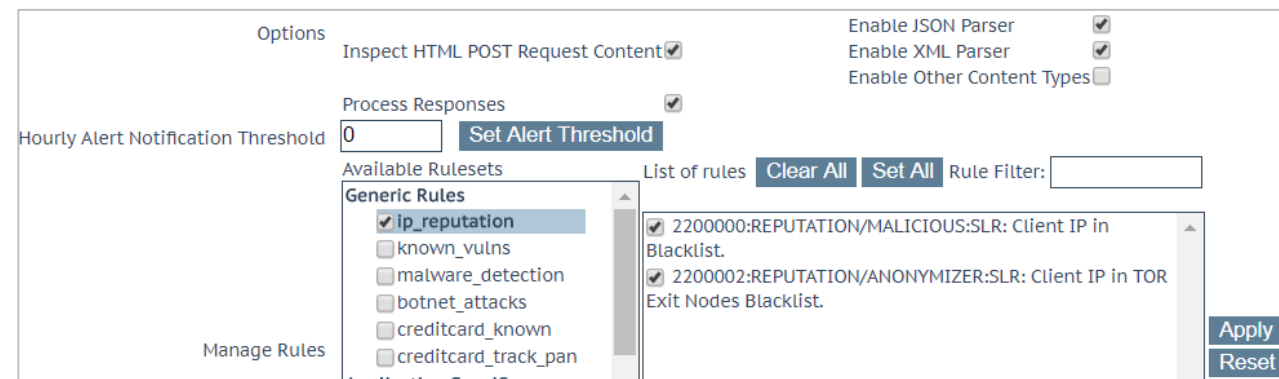 Options
Enable JSON Parser
Inspect HTML POST Request Content
Enable XML Parser
Enable Other Content Types
Process Responses
Hourly Alert Notification Threshold
0
Set Alert Threshold
Available Rulesets
List of rules
Clear All
Set All
Rule Filter:
Generic Rules
ip_reputation
known_vulns
malware_detection
botnet_attacks
creditcard_known
creditcard_track_pan
2200000:REPUTATION/MALICIOUS:SLR: Client IP in
Blacklist.
2200002:REPUTATION/ANONYMIZER:SLR: Client IP in TOR
Exit Nodes Blacklist.
Manage Rules
Apply
Reset